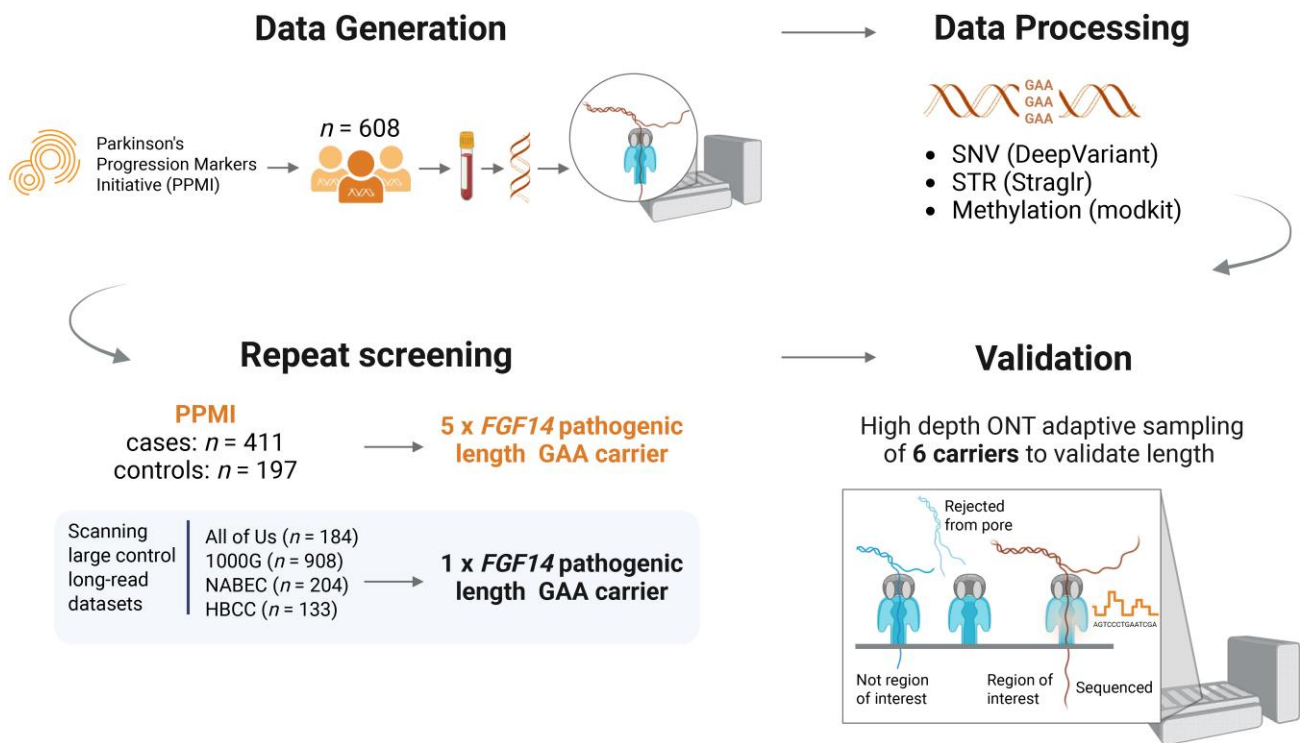 Data Generation
Data Processing
Parkinson's
Progression Markers
Initiative (PPMI)
n = 608
GAA
GAA
GAA
• SNV (DeepVariant)
• STR (Straglr)
• Methylation (modkit)
Repeat screening
PPMI
cases: n = 411
controls: n = 197
5 x FGF14 pathogenic
length GAA carrier
Scanning
large control
long-read
datasets
All of Us (n = 184)
1000G (n = 908)
NABEC (n = 204)
HBCC (n = 133)
1 x FGF14 pathogenic
length GAA carrier
Validation
High depth ONT adaptive sampling
of 6 carriers to validate length
Rejected
from pore
AGTCCCTGAATCGA
Not region
of interest
Region of
interest
Sequenced